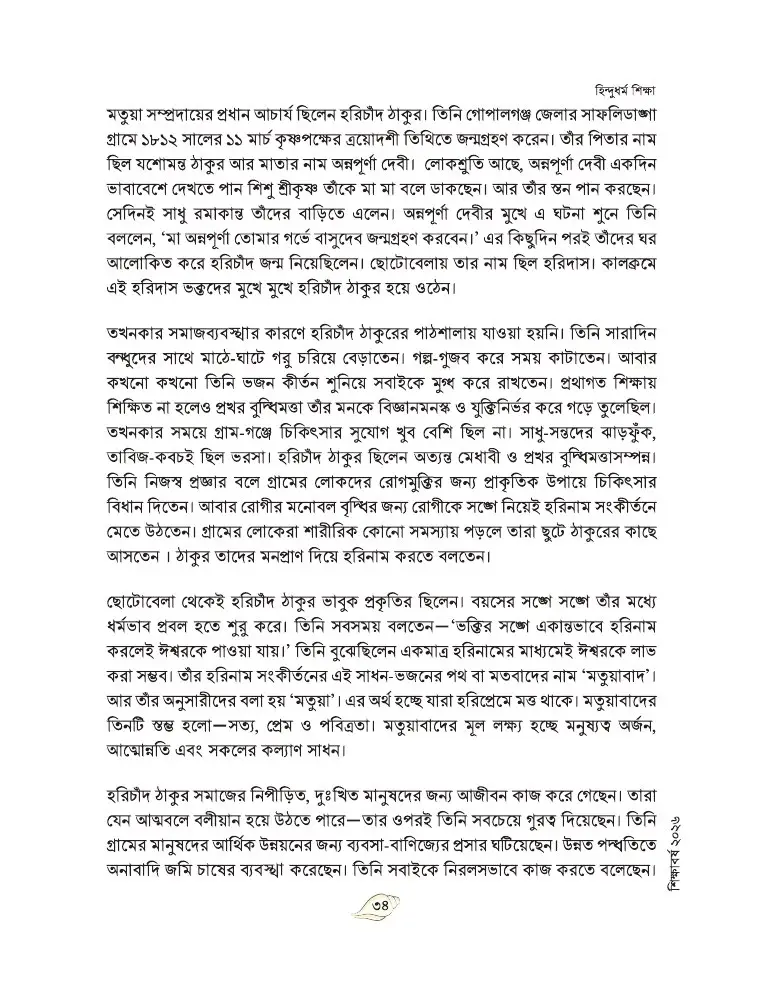 হিন্দুধর্ম শিক্ষা
মতুয়া সম্প্রদায়ের প্রধান আচার্য ছিলেন হরিচাঁদ ঠাকুর। তিনি গোপালগঞ্জ জেলার সাফলিডাঙ্গা
গ্রামে ১৮১২ সালের ১১ মার্চ কৃষ্ণপক্ষের ত্রয়োদশী তিথিতে জন্মগ্রহণ করেন। তাঁর পিতার নাম
ছিল যশোমন্ত ঠাকুর আর মাতার নাম অন্নপূর্ণা দেবী। লোকশ্রুতি আছে, অন্নপূর্ণা দেবী একদিন
ভাবাবেশে দেখতে পান শিশু শ্রীকৃষ্ণ তাঁকে মা মা বলে ডাকছেন। আর তাঁর স্তন পান করছেন।
সেদিনই সাধু রমাকান্ত তাঁদের বাড়িতে এলেন। অন্নপূর্ণা দেবীর মুখে এ ঘটনা শুনে তিনি
বললেন, ‘মা অন্নপূর্ণা তোমার গর্ভে বাসুদেব জন্মগ্রহণ করবেন।’ এর কিছুদিন পরই তাঁদের ঘর
আলোকিত করে হরিচাঁদ জন্ম নিয়েছিলেন। ছোটোবেলায় তার নাম ছিল হরিদাস। কালক্রমে
এই হরিদাস ভক্তদের মুখে মুখে হরিচাঁদ ঠাকুর হয়ে ওঠেন।
তখনকার সমাজব্যবস্থার কারণে হরিচাঁদ ঠাকুরের পাঠশালায় যাওয়া হয়নি। তিনি সারাদিন
বন্ধুদের সাথে মাঠে-ঘাটে গরু চরিয়ে বেড়াতেন। গল্প-গুজব করে সময় কাটাতেন। আবার
কখনো কখনো তিনি ভজন কীর্তন শুনিয়ে সবাইকে মুগ্ধ করে রাখতেন। প্রথাগত শিক্ষায়
শিক্ষিত না হলেও প্রখর বুদ্ধিমত্তা তাঁর মনকে বিজ্ঞানমনস্ক ও যুক্তিনির্ভর করে গড়ে তুলেছিল।
তখনকার সময়ে গ্রাম-গঞ্জে চিকিৎসার সুযোগ খুব বেশি ছিল না। সাধু-সন্তদের ঝাড়ফুঁক,
তাবিজ-কবচই ছিল ভরসা। হরিচাঁদ ঠাকুর ছিলেন অত্যন্ত মেধাবী ও প্রখর বুদ্ধিমত্তাসম্পন্ন।
তিনি নিজস্ব প্রজ্ঞার বলে গ্রামের লোকদের রোগমুক্তির জন্য প্রাকৃতিক উপায়ে চিকিৎসার
বিধান দিতেন। আবার রোগীর মনোবল বৃদ্ধির জন্য রোগীকে সঙ্গে নিয়েই হরিনাম সংকীর্তনে
মেতে উঠতেন। গ্রামের লোকেরা শারীরিক কোনো সমস্যায় পড়লে তারা ছুটে ঠাকুরের কাছে
আসতেন । ঠাকুর তাদের মনপ্রাণ দিয়ে হরিনাম করতে বলতেন।
ছোটোবেলা থেকেই হরিচাঁদ ঠাকুর ভাবুক প্রকৃতির ছিলেন। বয়সের সঙ্গে সঙ্গে তাঁর মধ্যে
ধর্মভাব প্রবল হতে শুরু করে। তিনি সবসময় বলতেন—‘ভক্তির সঙ্গে একান্তভাবে হরিনাম
করলেই ঈশ্বরকে পাওয়া যায়।’ তিনি বুঝেছিলেন একমাত্র হরিনামের মাধ্যমেই ঈশ্বরকে লাভ
করা সম্ভব। তাঁর হরিনাম সংকীর্তনের এই সাধন-ভজনের পথ বা মতবাদের নাম ‘মতুয়াবাদ’।
আর তাঁর অনুসারীদের বলা হয় ‘মতুয়া’। এর অর্থ হচ্ছে যারা হরিপ্রেমে মত্ত থাকে। মতুয়াবাদের
তিনটি স্তম্ভ হলো—সত্য, প্রেম ও পবিত্রতা। মতুয়াবাদের মূল লক্ষ্য হচ্ছে মনুষ্যত্ব অর্জন,
আত্মোন্নতি এবং সকলের কল্যাণ সাধন।
হরিচাঁদ ঠাকুর সমাজের নিপীড়িত, দুঃখিত মানুষদের জন্য আজীবন কাজ করে গেছেন। তারা
যেন আত্মবলে বলীয়ান হয়ে উঠতে পারে—তার ওপরই তিনি সবচেয়ে গুরত্ব দিয়েছেন। তিনি
গ্রামের মানুষদের আর্থিক উন্নয়নের জন্য ব্যবসা-বাণিজ্যের প্রসার ঘটিয়েছেন। উন্নত পদ্ধতিতে
অনাবাদি জমি চাষের ব্যবস্থা করেছেন। তিনি সবাইকে নিরলসভাবে কাজ করতে বলেছেন।
শিক্ষাবর্ষ ২০২৬
৩৪